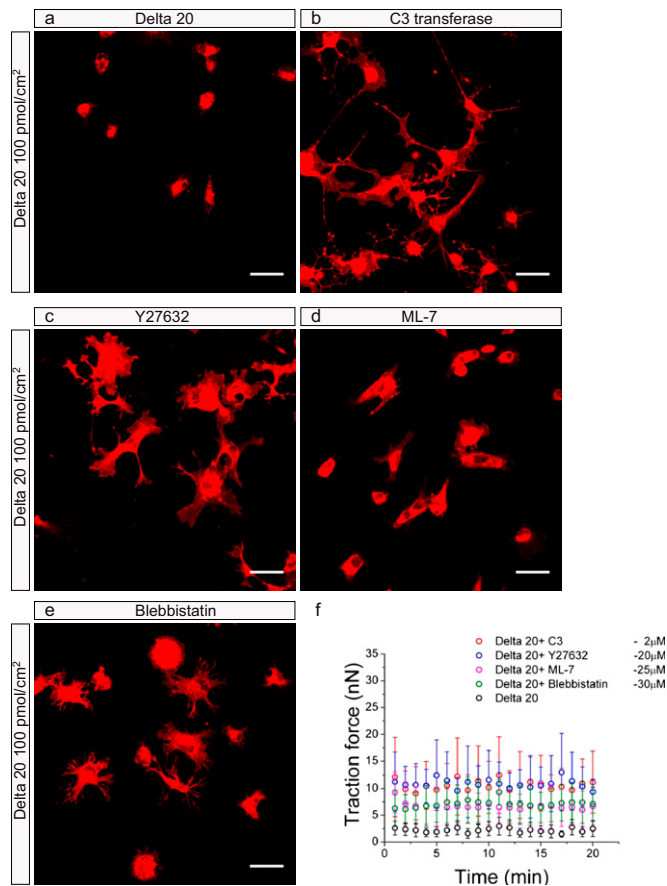 a Delta 20
b C3 transferase
Delta 20 100 pmol/cm²
c Y27632
d ML-7
Delta 20 100 pmol/cm²
e Blebbistatin
Delta 20 100 pmol/cm²
f
Delta 20+ C3 - 2µM
Delta 20+ Y27632 -20µM
Delta 20+ ML-7 -25µM
Delta 20+ Blebbistatin -30µM
Delta 20
Traction force (nN)
35
30
25
20
15
10
5
0
0 5 10 15 20
Time (min)